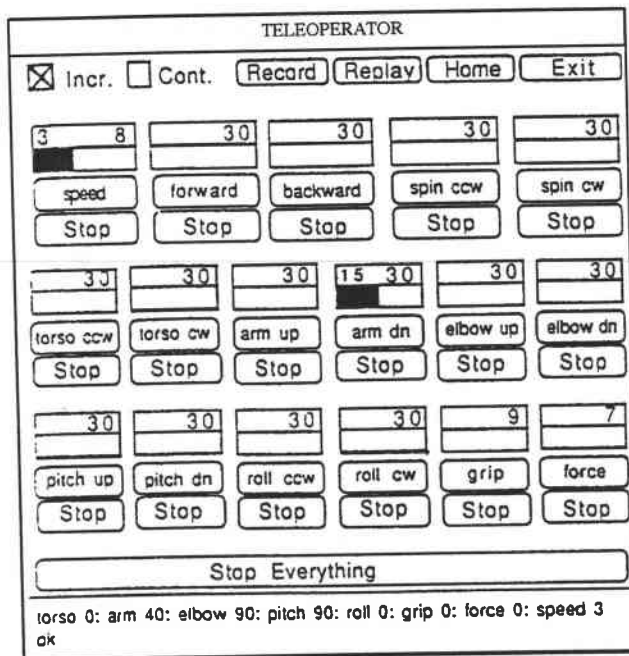 TELEOPERATOR
Incr. Cont. Record Replay Home Exit
3 8 30 30 30 30
speed forward backward spin ccw spin cw
Stop Stop Stop Stop Stop
30 30 30 15 30 30 30
torso ccw torso cw arm up arm dn elbow up elbow dn
Stop Stop Stop Stop Stop Stop
30 30 30 30 9 7
pitch up pitch dn roll ccw roll cw grip force
Stop Stop Stop Stop Stop Stop
Stop Everything
torso 0: arm 40: elbow 90: pitch 90: roll 0: grip 0: force 0: speed 3
ok